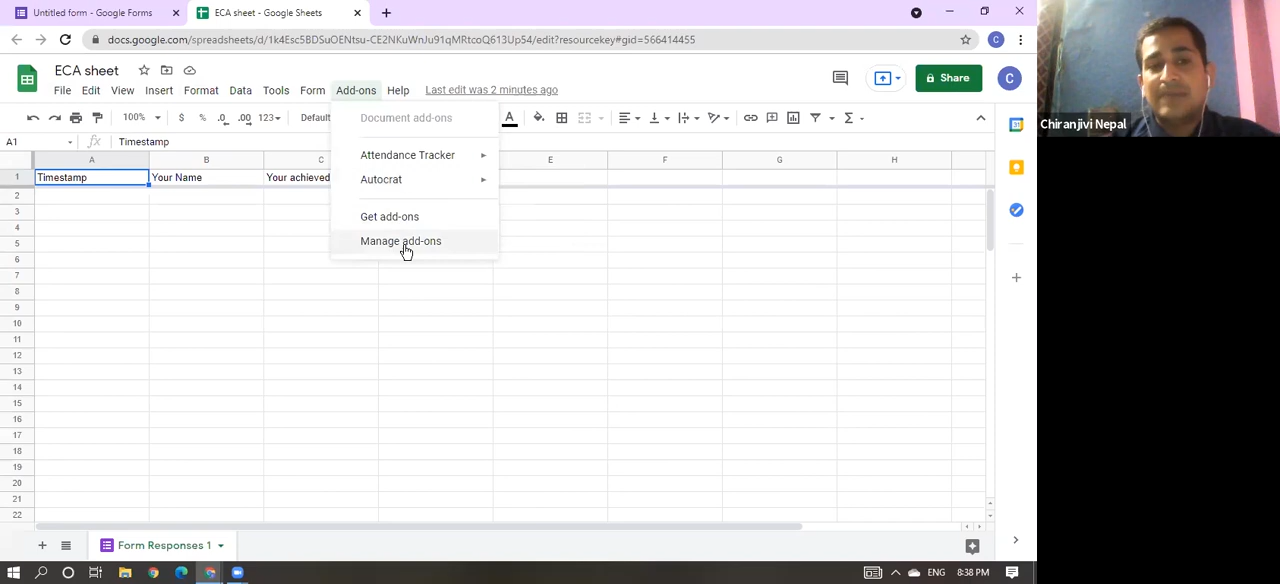 Untitled form - Google Forms
ECA sheet - Google Sheets
docs.google.com/spreadsheets/d/1k4Esc5BDSuOENtsu-CE2NKuWnJu91qMRtcoQ613Up54/edit?resourcekey#gid=566414455
C
ECA sheet
File Edit View Insert Format Data Tools Form Add-ons Help Last edit was 2 minutes ago
Share
C
100% $ % .0 .00 123 Default A
A1 fx Timestamp
A B C E F G H
1 Timestamp Your Name Your achieved
2
3
4
5
6
7
8
9
10
11
12
13
14
15
16
17
18
19
20
21
22
Document add-ons
Attendance Tracker
Autocrat
Get add-ons
Manage add-ons
Form Responses 1
ENG 8:38 PM
Chiranjivi Nepal